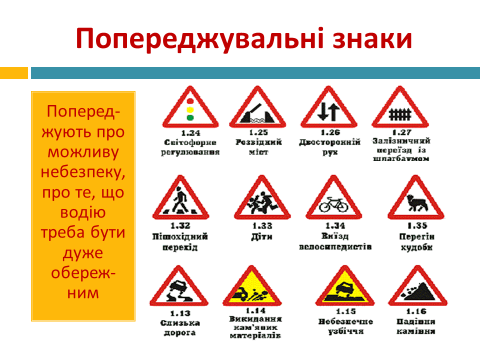 Попереджувальні знаки
Поперед-
жують про
можливу
небезпеку,
про те, що
водію
треба бути
дуже
обереж-
ним
1.24
Світофорне
регулювання
1.25
Розвідний
міст
1.26
Двосторонній
рух
1.27
Залізничний
переїзд із
шлагбаумом
1.32
Пішохідний
перехід
1.33
Діти
1.34
Виїзд
велосипедистів
1.35
Перегін
худоби
1.13
Слизька
дорога
1.14
Викидання
кам'яних
матеріалів
1.15
Небезпечне
узбіччя
1.16
Падіння
каміння